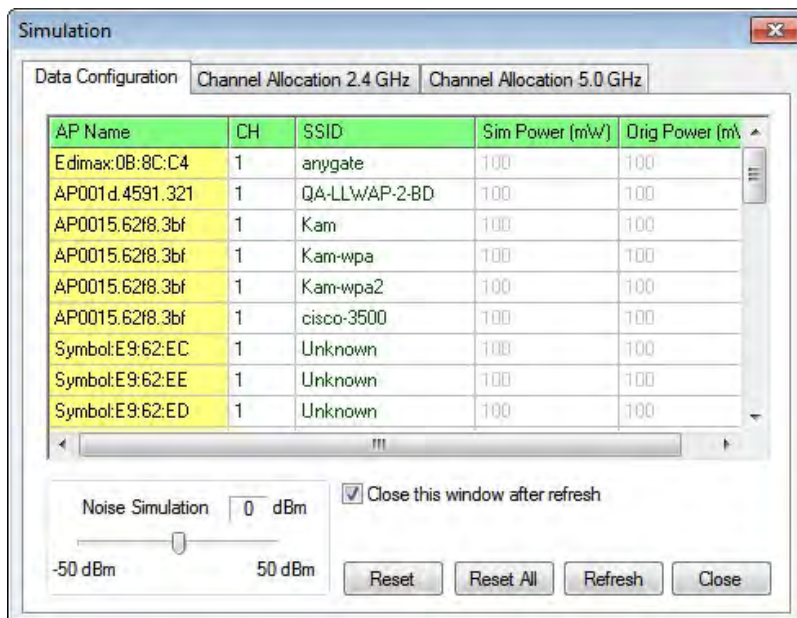 Simulation
Data Configuration Channel Allocation 2.4 GHz Channel Allocation 5.0 GHz
AP Name CH SSID Sim Power (mW) Orig Power (m\
Edimax:0B:8C:C4 1 anygate 100 100
AP001d.4591.321 1 QA-LLWAP-2-BD 100 100
AP0015.62f8.3bf 1 Kam 100 100
AP0015.62f8.3bf 1 Kam-wpa 100 100
AP0015.62f8.3bf 1 Kam-wpa2 100 100
AP0015.62f8.3bf 1 cisco-3500 100 100
Symbol:E9:62:EC 1 Unknown 100 100
Symbol:E9:62:EE 1 Unknown 100 100
Symbol:E9:62:ED 1 Unknown 100 100
Close this window after refresh
Noise Simulation 0 dBm
-50 dBm 50 dBm
Reset Reset All Refresh Close